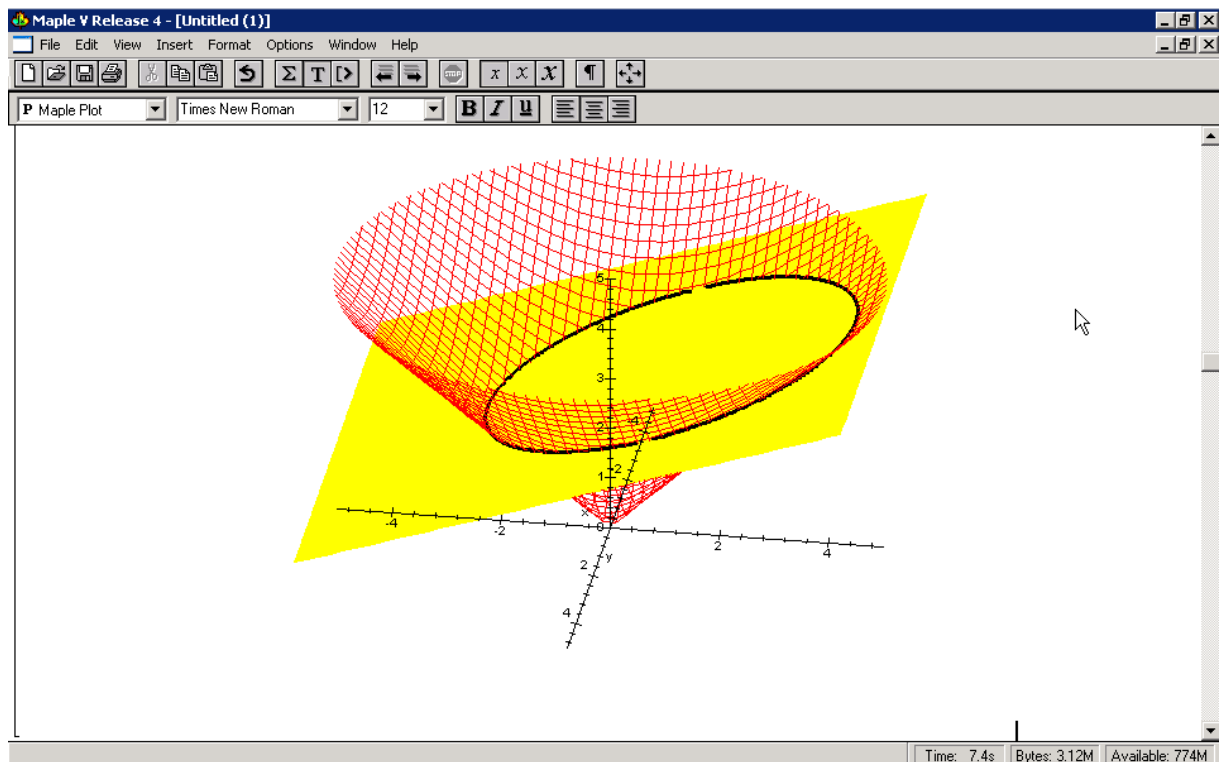 Maple V Release 4 - [Untitled (1)]
File Edit View Insert Format Options Window Help
Σ T [> STOP x x x ¶
P Maple Plot Times New Roman 12 B I u
5
4
3
2
1
0
-4
-2
2
4
-4
-2
x
y
2
4
Time: 7.4s Bytes: 3.12M Available: 774M